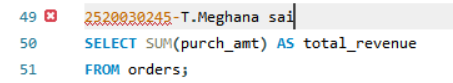 49 2520030245-T.Meghana sai
50 SELECT SUM(purch_amt) AS total_revenue
51 FROM orders;